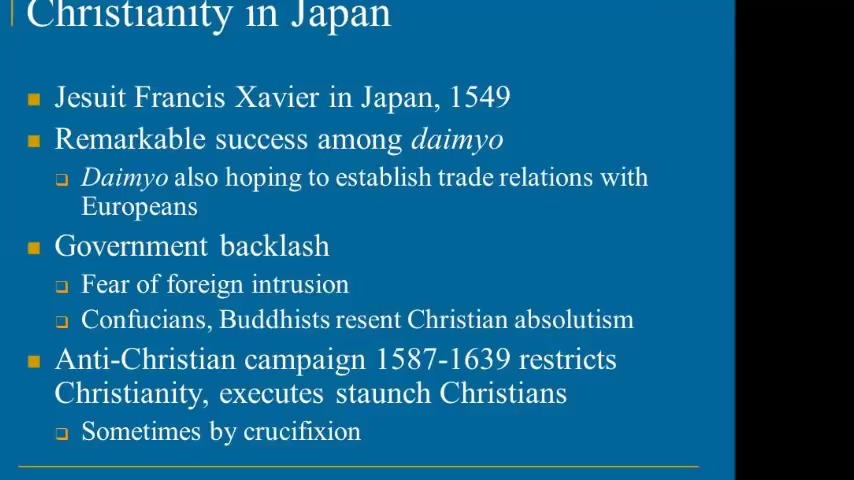 Christianity in Japan
Jesuit Francis Xavier in Japan, 1549
Remarkable success among daimyo
Daimyo also hoping to establish trade relations with
Europeans
Government backlash
Fear of foreign intrusion
Confucians, Buddhists resent Christian absolutism
Anti-Christian campaign 1587-1639 restricts
Christianity, executes staunch Christians
Sometimes by crucifixion